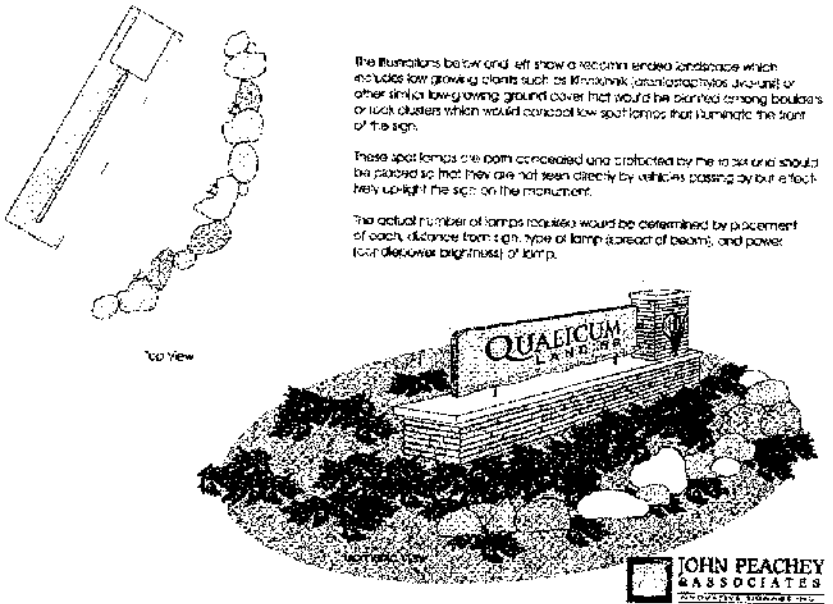 The illustrations below and left show a recommended landscape which
includes low growing plants such as Kinnikinik (arctostaphylos uva-ursi) or
other similar low-growing ground cover that would be planted among boulders
or rock clusters which would conceal low spot lamps that illuminate the front
of the sign.
These spot lamps are both concealed and protected by the rocks and should
be placed so that they are not seen directly by vehicles passing by but effect-
ively up-light the sign on the monument.
The actual number of lamps required would be determined by placement
of each, distance from sign, type of lamp (spread of beam), and power
(candlepower brightness) of lamp.
Top View
QUALICUM
LANDING
JOHN PEACHEY
& ASSOCIATES
INNOVATIVE SIGNAGE INC.